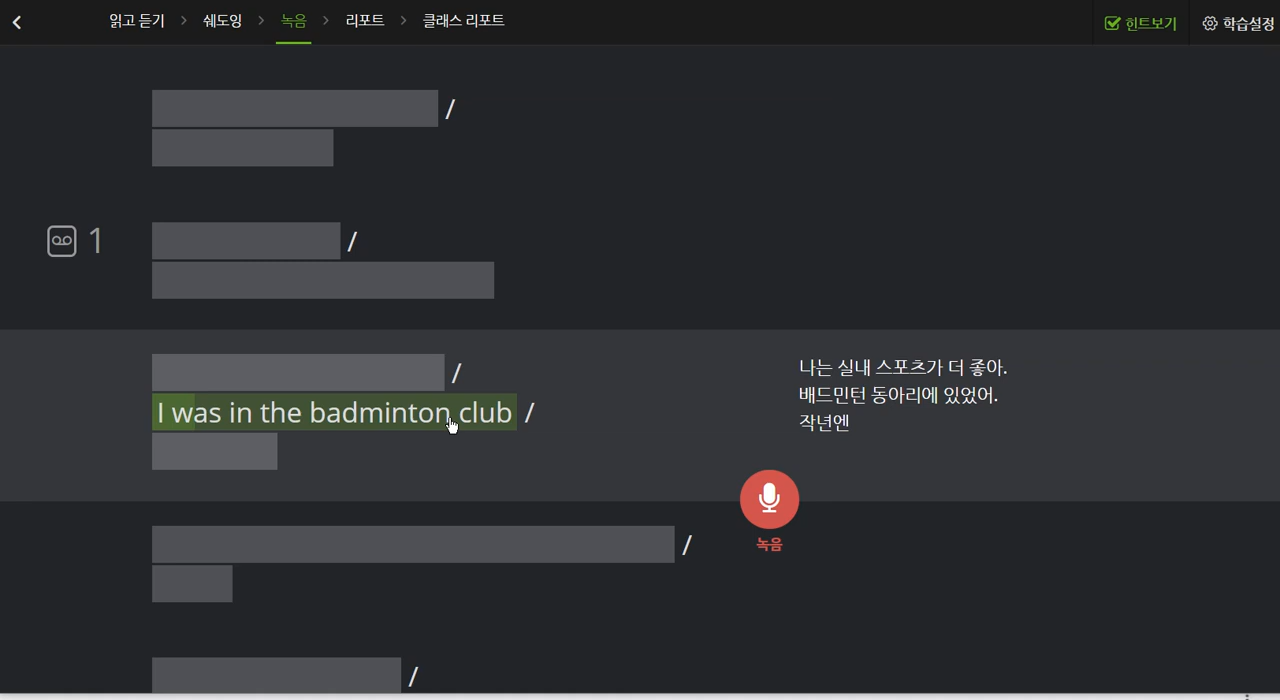 읽고 듣기 > 쉐도잉 > 녹음 > 리포트 > 클래스 리포트
힌트보기
학습설정
/
1
/
/
I was in the badminton club /
나는 실내 스포츠가 더 좋아.
배드민턴 동아리에 있었어.
작년엔
녹음
/
/